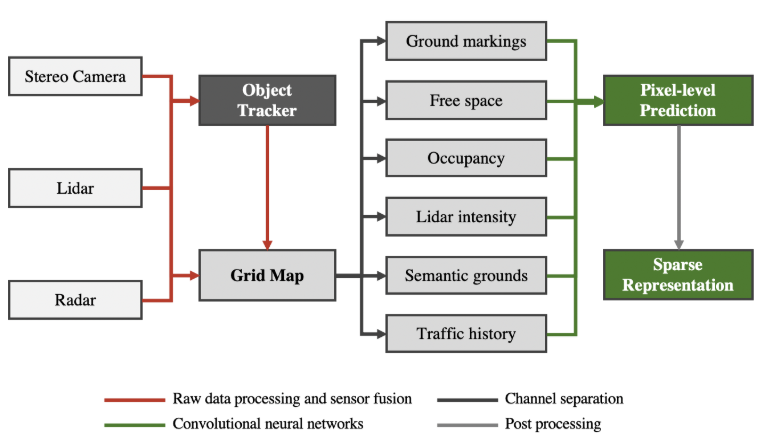 Stereo Camera
Lidar
Radar
Object
Tracker
Grid Map
Ground markings
Free space
Occupancy
Lidar intensity
Semantic grounds
Traffic history
Pixel-level
Prediction
Sparse
Representation
Raw data processing and sensor fusion
Convolutional neural networks
Channel separation
Post processing